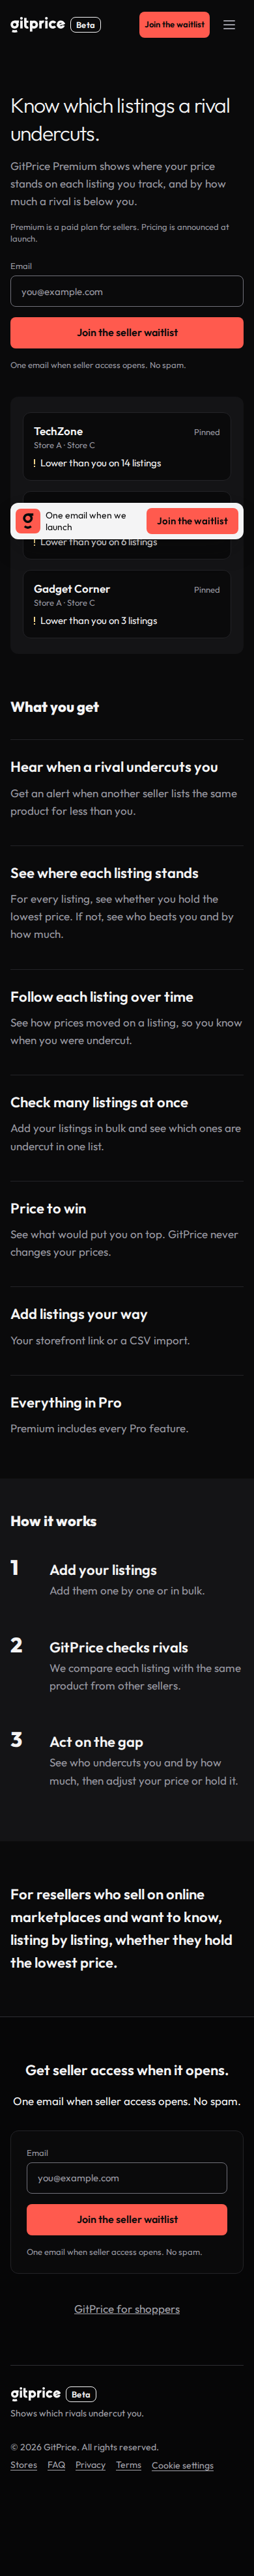 gitprice Beta
Join the waitlist
Know which listings a rival
undercuts.
GitPrice Premium shows where your price
stands on each listing you track, and by how
much a rival is below you.
Premium is a paid plan for sellers. Pricing is announced at
launch.
Email
you@example.com
Join the seller waitlist
One email when seller access opens. No spam.
TechZone
Pinned
Store A · Store C
! Lower than you on 14 listings
g
One email when we
launch
Join the waitlist
! Lower than you on 6 listings
Gadget Corner
Pinned
Store A · Store C
! Lower than you on 3 listings
What you get
Hear when a rival undercuts you
Get an alert when another seller lists the same
product for less than you.
See where each listing stands
For every listing, see whether you hold the
lowest price. If not, see who beats you and by
how much.
Follow each listing over time
See how prices moved on a listing, so you know
when you were undercut.
Check many listings at once
Add your listings in bulk and see which ones are
undercut in one list.
Price to win
See what would put you on top. GitPrice never
changes your prices.
Add listings your way
Your storefront link or a CSV import.
Everything in Pro
Premium includes every Pro feature.
How it works
1
Add your listings
Add them one by one or in bulk.
2
GitPrice checks rivals
We compare each listing with the same
product from other sellers.
3
Act on the gap
See who undercuts you and by how
much, then adjust your price or hold it.
For resellers who sell on online
marketplaces and want to know,
listing by listing, whether they hold
the lowest price.
Get seller access when it opens.
One email when seller access opens. No spam.
Email
you@example.com
Join the seller waitlist
One email when seller access opens. No spam.
GitPrice for shoppers
gitprice Beta
Shows which rivals undercut you.
© 2026 GitPrice. All rights reserved.
Stores FAQ Privacy Terms Cookie settings